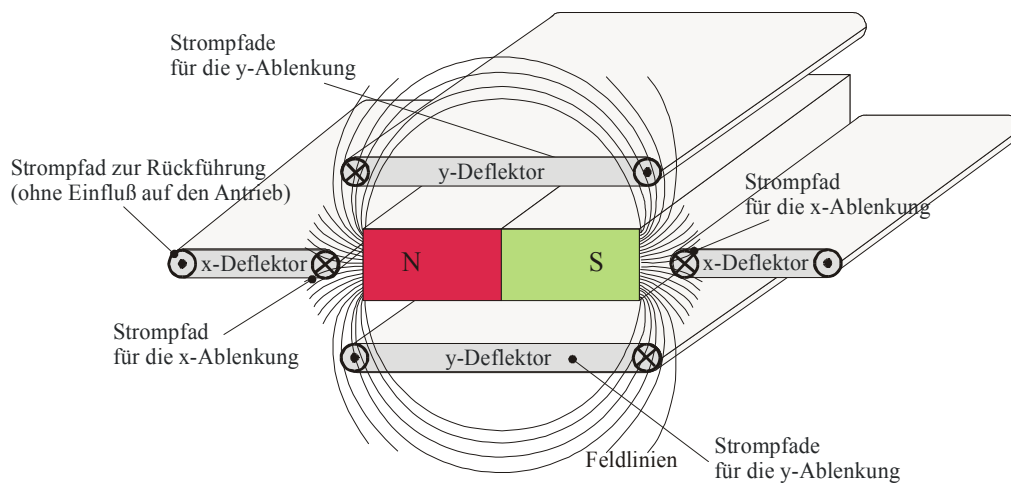 Strompfade
für die y-Ablenkung
Strompfad zur Rückführung
(ohne Einfluß auf den Antrieb)
y-Deflektor
Strompfad
für die x-Ablenkung
x-Deflektor
N
S
x-Deflektor
Strompfad
für die x-Ablenkung
y-Deflektor
Feldlinien
Strompfade
für die y-Ablenkung